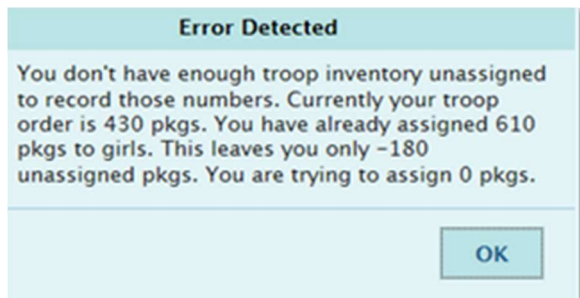 Error Detected
You don't have enough troop inventory unassigned
to record those numbers. Currently your troop
order is 430 pkgs. You have already assigned 610
pkgs to girls. This leaves you only -180
unassigned pkgs. You are trying to assign 0 pkgs.
OK